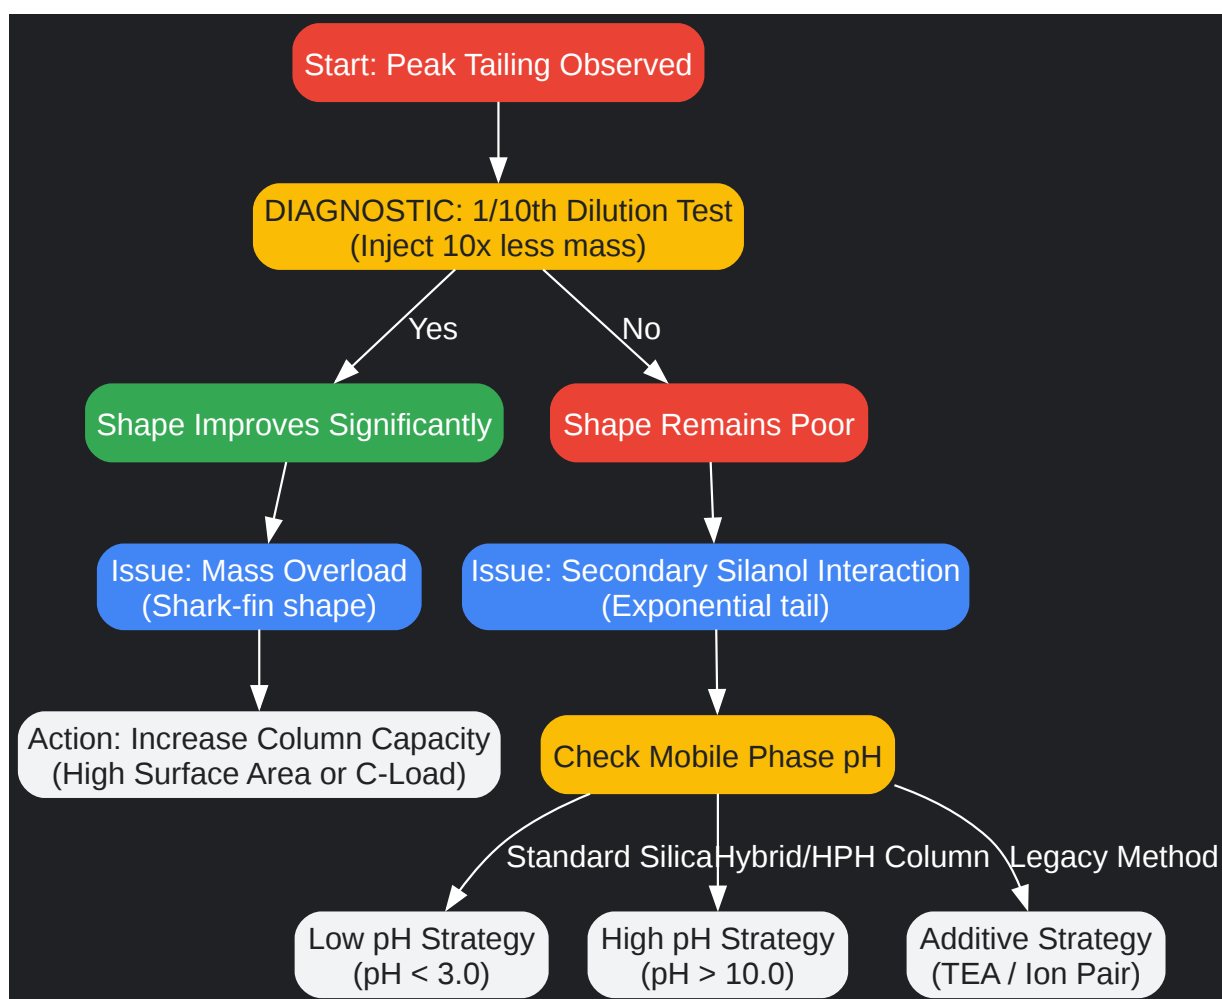 Start: Peak Tailing Observed
DIAGNOSTIC: 1/10th Dilution Test
(Inject 10x less mass)
Yes
No
Shape Improves Significantly
Shape Remains Poor
Issue: Mass Overload
(Shark-fin shape)
Issue: Secondary Silanol Interaction
(Exponential tail)
Action: Increase Column Capacity
(High Surface Area or C-Load)
Check Mobile Phase pH
Standard Silica
Hybrid/HPH Column
Legacy Method
Low pH Strategy
(pH < 3.0)
High pH Strategy
(pH > 10.0)
Additive Strategy
(TEA / Ion Pair)